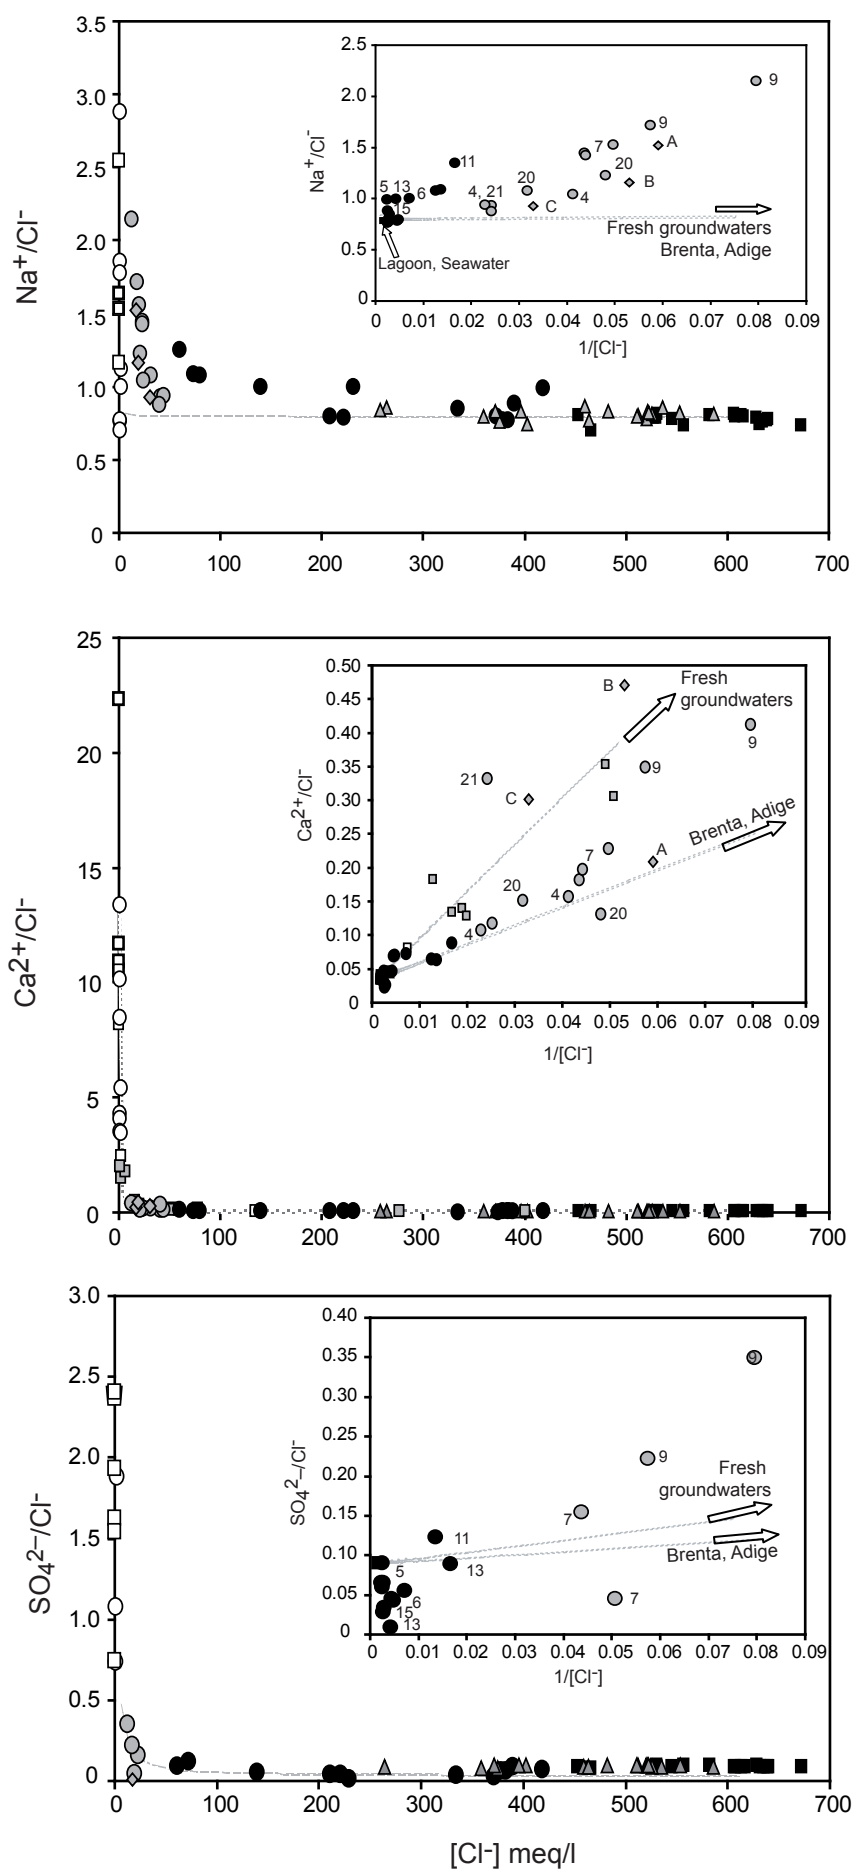 3.5
3.0
2.5
2.0
1.5
1.0
0.5
0
Na⁺/Cl⁻
0 100 200 300 400 500 600 700
2.5
2.0
1.5
1.0
0.5
0
Na⁺/Cl⁻
9
9
A
7
20
B
11
5 13 6
4, 21
20
4
C
15
Fresh groundwaters
Brenta, Adige
Lagoon, Seawater
0 0.01 0.02 0.03 0.04 0.05 0.06 0.07 0.08 0.09
1/[Cl⁻]
25
20
15
10
5
0
Ca²⁺/Cl⁻
0 100 200 300 400 500 600 700
0.50
0.45
0.40
0.35
0.30
0.25
0.20
0.15
0.10
0.05
0
Ca²⁺/Cl⁻
B
Fresh
groundwaters
9
21
9
C
Brenta, Adige
A
7
20
4
20
4
0 0.01 0.02 0.03 0.04 0.05 0.06 0.07 0.08 0.09
1/[Cl⁻]
3.0
2.5
2.0
1.5
1.0
0.5
0
SO₄²⁻/Cl⁻
0 100 200 300 400 500 600 700
[Cl⁻] meq/l
0.40
0.35
0.30
0.25
0.20
0.15
0.10
0.05
0
SO₄²⁻/Cl⁻
9
9
Fresh
groundwaters
7
11
Brenta, Adige
5
13
6
7
15
13
0 0.01 0.02 0.03 0.04 0.05 0.06 0.07 0.08 0.09
1/[Cl⁻]